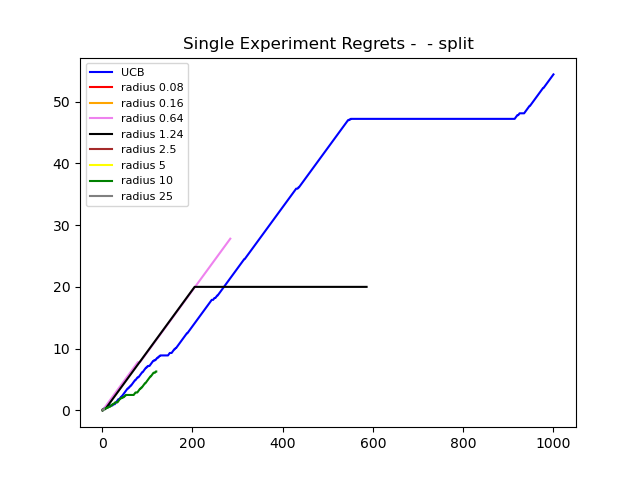 Single Experiment Regrets -  - split
UCB
radius 0.08
radius 0.16
radius 0.64
radius 1.24
radius 2.5
radius 5
radius 10
radius 25
50
40
30
20
10
0
0 200 400 600 800 1000